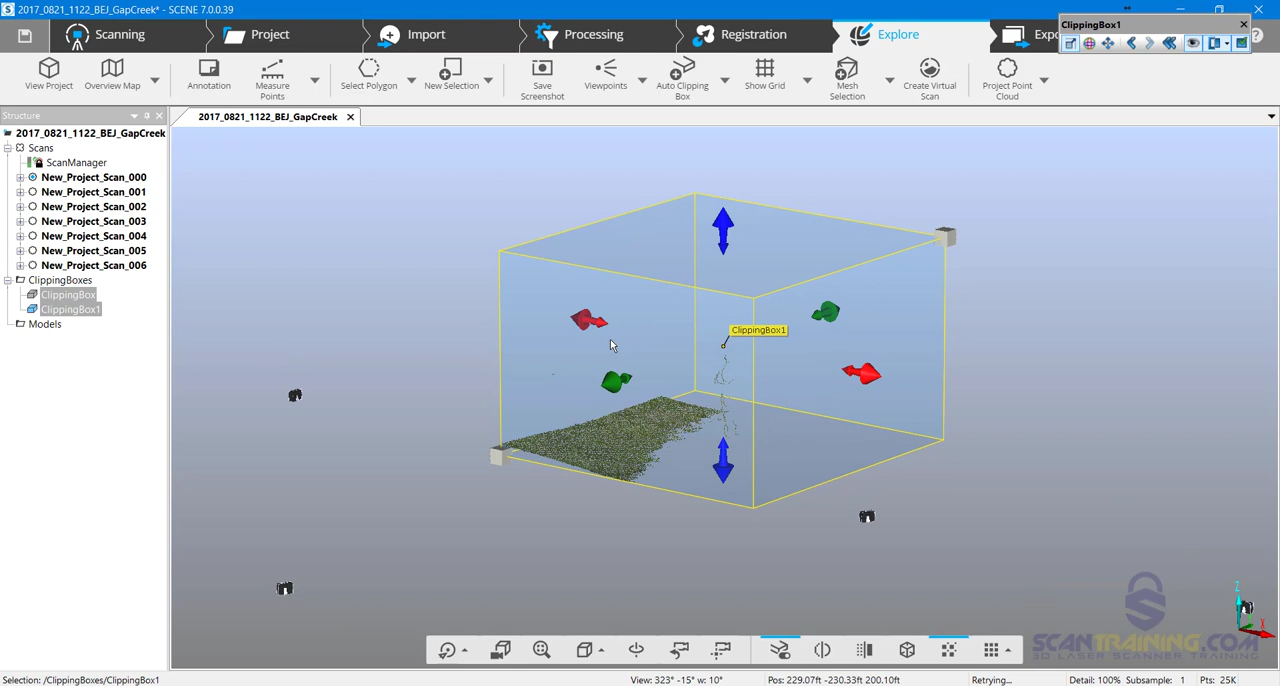 2017_0821_1122_BEJ_GapCreek* - SCENE 7.0.0.39
Scanning
Project
Import
Processing
Registration
Explore
Expo
ClippingBox1
View Project
Overview Map
Annotation
Measure Points
Select Polygon
New Selection
Save Screenshot
Viewpoints
Auto Clipping Box
Show Grid
Mesh Selection
Create Virtual Scan
Project Point Cloud
Structure
2017_0821_1122_BEJ_GapCreek
2017_0821_1122_BEJ_GapCreek
Scans
ScanManager
New_Project_Scan_000
New_Project_Scan_001
New_Project_Scan_002
New_Project_Scan_003
New_Project_Scan_004
New_Project_Scan_005
New_Project_Scan_006
ClippingBoxes
ClippingBox
ClippingBox1
Models
ClippingBox1
Z
X
SCANTRAINING.COM
3D LASER SCANNER TRAINING
Selection: /ClippingBoxes/ClippingBox1
View: 323° -15° w: 10°
Pos: 229.07ft -230.33ft 200.10ft
Retrying...
Detail: 100%
Subsample: 1
Pts: 25K